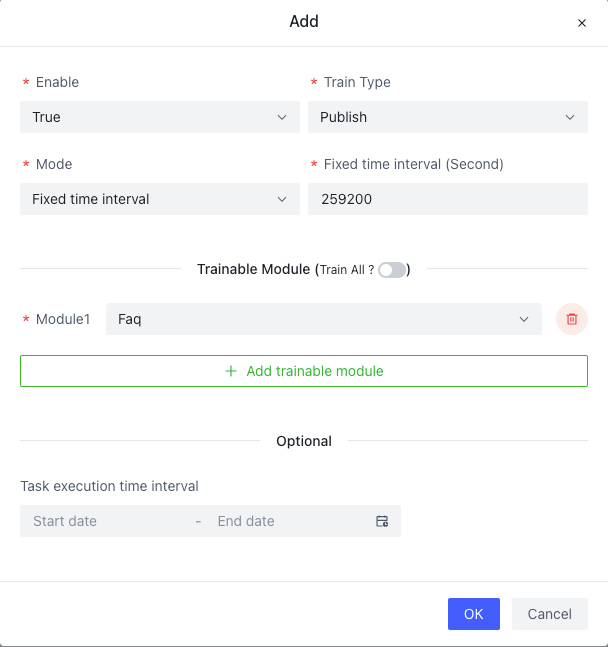 Add
* Enable
* Train Type
True
Publish
* Mode
* Fixed time interval (Second)
Fixed time interval
259200
Trainable Module (Train All ? )
* Module1
Faq
+ Add trainable module
Optional
Task execution time interval
Start date - End date
OK
Cancel